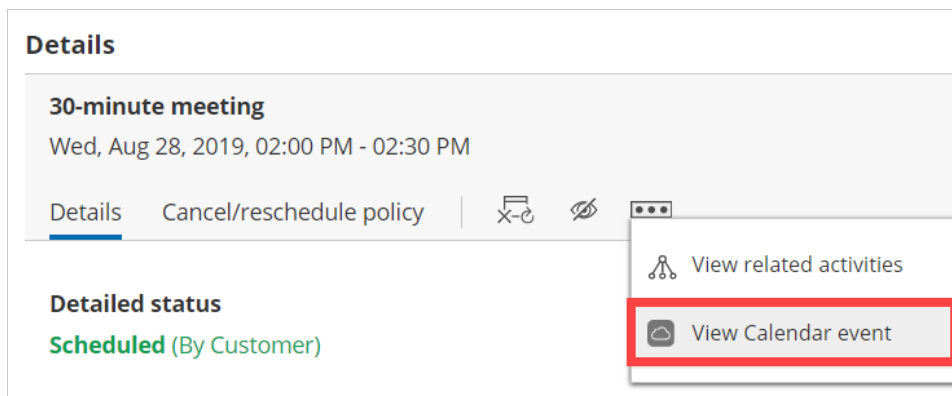 Details
30-minute meeting
Wed, Aug 28, 2019, 02:00 PM - 02:30 PM
Details Cancel/reschedule policy
View related activities
View Calendar event
Detailed status
Scheduled (By Customer)